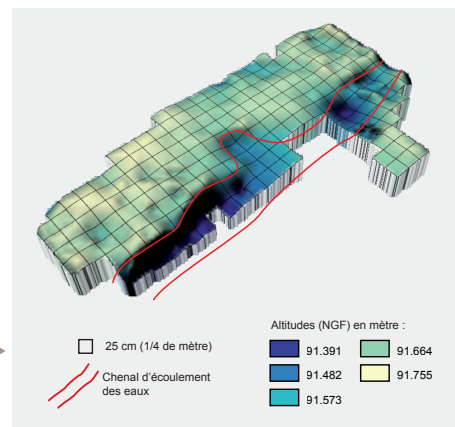 Altitudes (NGF) en mètre :
25 cm (1/4 de mètre)
Chenal d'écoulement
des eaux
91.391
91.482
91.573
91.664
91.755